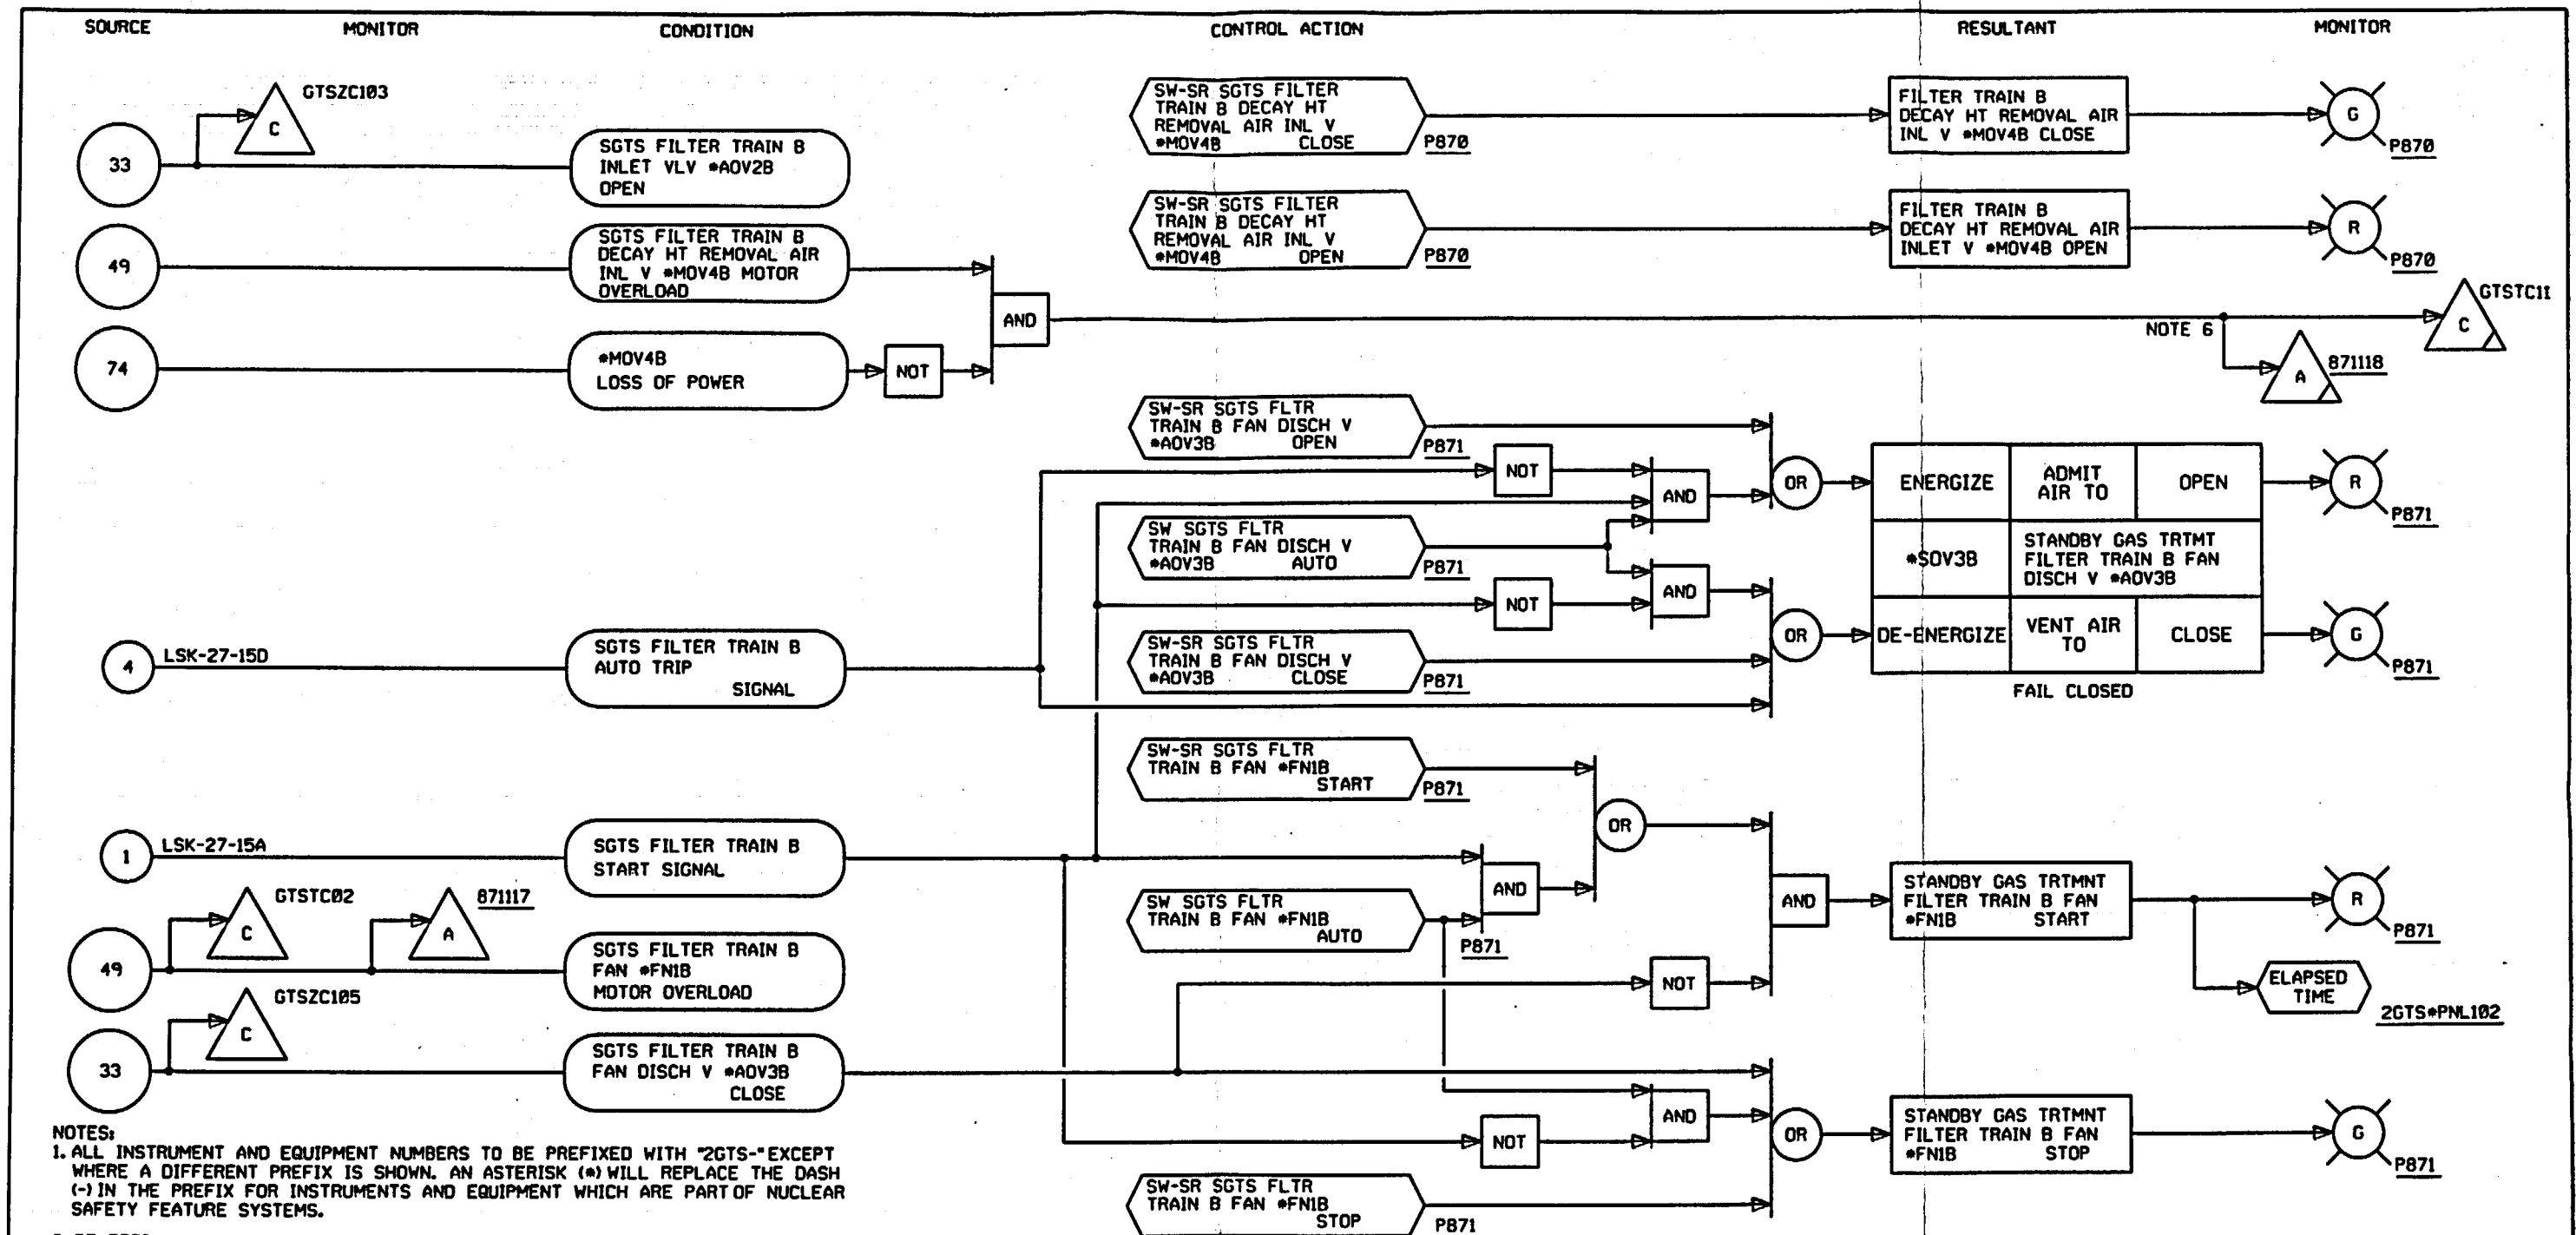 SOURCE MONITOR CONDITION CONTROL ACTION RESULTANT MONITOR
GTSZC103
C
33
SGTS FILTER TRAIN B
INLET VLV *AOV2B
OPEN
SW-SR SGTS FILTER
TRAIN B DECAY HT
REMOVAL AIR INL V
*MOV4B CLOSE
P870
FILTER TRAIN B
DECAY HT REMOVAL AIR
INL V *MOV4B CLOSE
G
P870
SW-SR SGTS FILTER
TRAIN B DECAY HT
REMOVAL AIR INL V
*MOV4B OPEN
P870
FILTER TRAIN B
DECAY HT REMOVAL AIR
INLET V *MOV4B OPEN
R
P870
49
SGTS FILTER TRAIN B
DECAY HT REMOVAL AIR
INL V *MOV4B MOTOR
OVERLOAD
AND
74
*MOV4B
LOSS OF POWER
NOT
NOTE 6
GTSTC11
C
A
871118
SW-SR SGTS FLTR
TRAIN B FAN DISCH V
*AOV3B OPEN
P871
NOT
AND
OR
SW SGTS FLTR
TRAIN B FAN DISCH V
*AOV3B AUTO
P871
NOT
AND
OR
ENERGIZE
ADMIT
AIR TO
OPEN
R
P871
*SOV3B
STANDBY GAS TRTMT
FILTER TRAIN B FAN
DISCH V *AOV3B
DE-ENERGIZE
VENT AIR
TO
CLOSE
G
P871
FAIL CLOSED
4
LSK-27-15D
SGTS FILTER TRAIN B
AUTO TRIP
SIGNAL
SW-SR SGTS FLTR
TRAIN B FAN DISCH V
*AOV3B CLOSE
P871
SW-SR SGTS FLTR
TRAIN B FAN *FN1B
START
P871
OR
1
LSK-27-15A
SGTS FILTER TRAIN B
START SIGNAL
AND
SW SGTS FLTR
TRAIN B FAN *FN1B
AUTO
P871
AND
STANDBY GAS TRTMNT
FILTER TRAIN B FAN
*FN1B START
R
P871
ELAPSED
TIME
2GTS*PNL102
GTSTC02
C
871117
A
49
SGTS FILTER TRAIN B
FAN *FN1B
MOTOR OVERLOAD
NOT
GTSZC105
C
33
SGTS FILTER TRAIN B
FAN DISCH V *AOV3B
CLOSE
AND
NOT
OR
STANDBY GAS TRTMNT
FILTER TRAIN B FAN
*FN1B STOP
G
P871
SW-SR SGTS FLTR
TRAIN B FAN *FN1B
STOP
P871
NOTES:
1. ALL INSTRUMENT AND EQUIPMENT NUMBERS TO BE PREFIXED WITH "2GTS-" EXCEPT
WHERE A DIFFERENT PREFIX IS SHOWN. AN ASTERISK (*) WILL REPLACE THE DASH
(-) IN THE PREFIX FOR INSTRUMENTS AND EQUIPMENT WHICH ARE PART OF NUCLEAR
SAFETY FEATURE SYSTEMS.